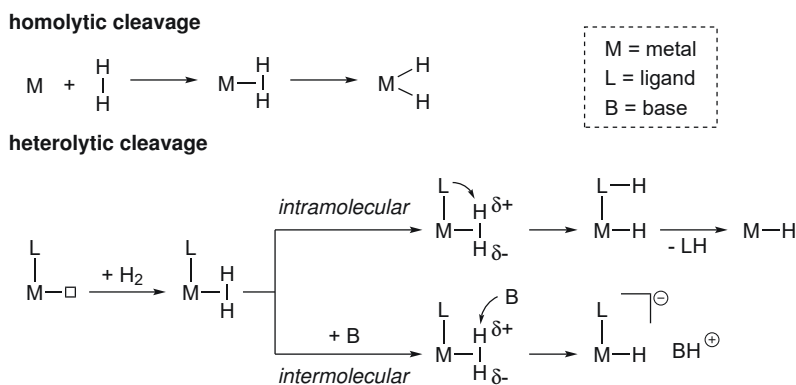 homolytic cleavage
M = metal
L = ligand
B = base
M + H H M H H M H H
heterolytic cleavage
intramolecular
L M + H₂ L M H H
L M H δ+ H δ-
L H M H
- LH
M H
+ B
intermolecular
B L M H δ+ H δ-
L M H ⊖ BH ⊕